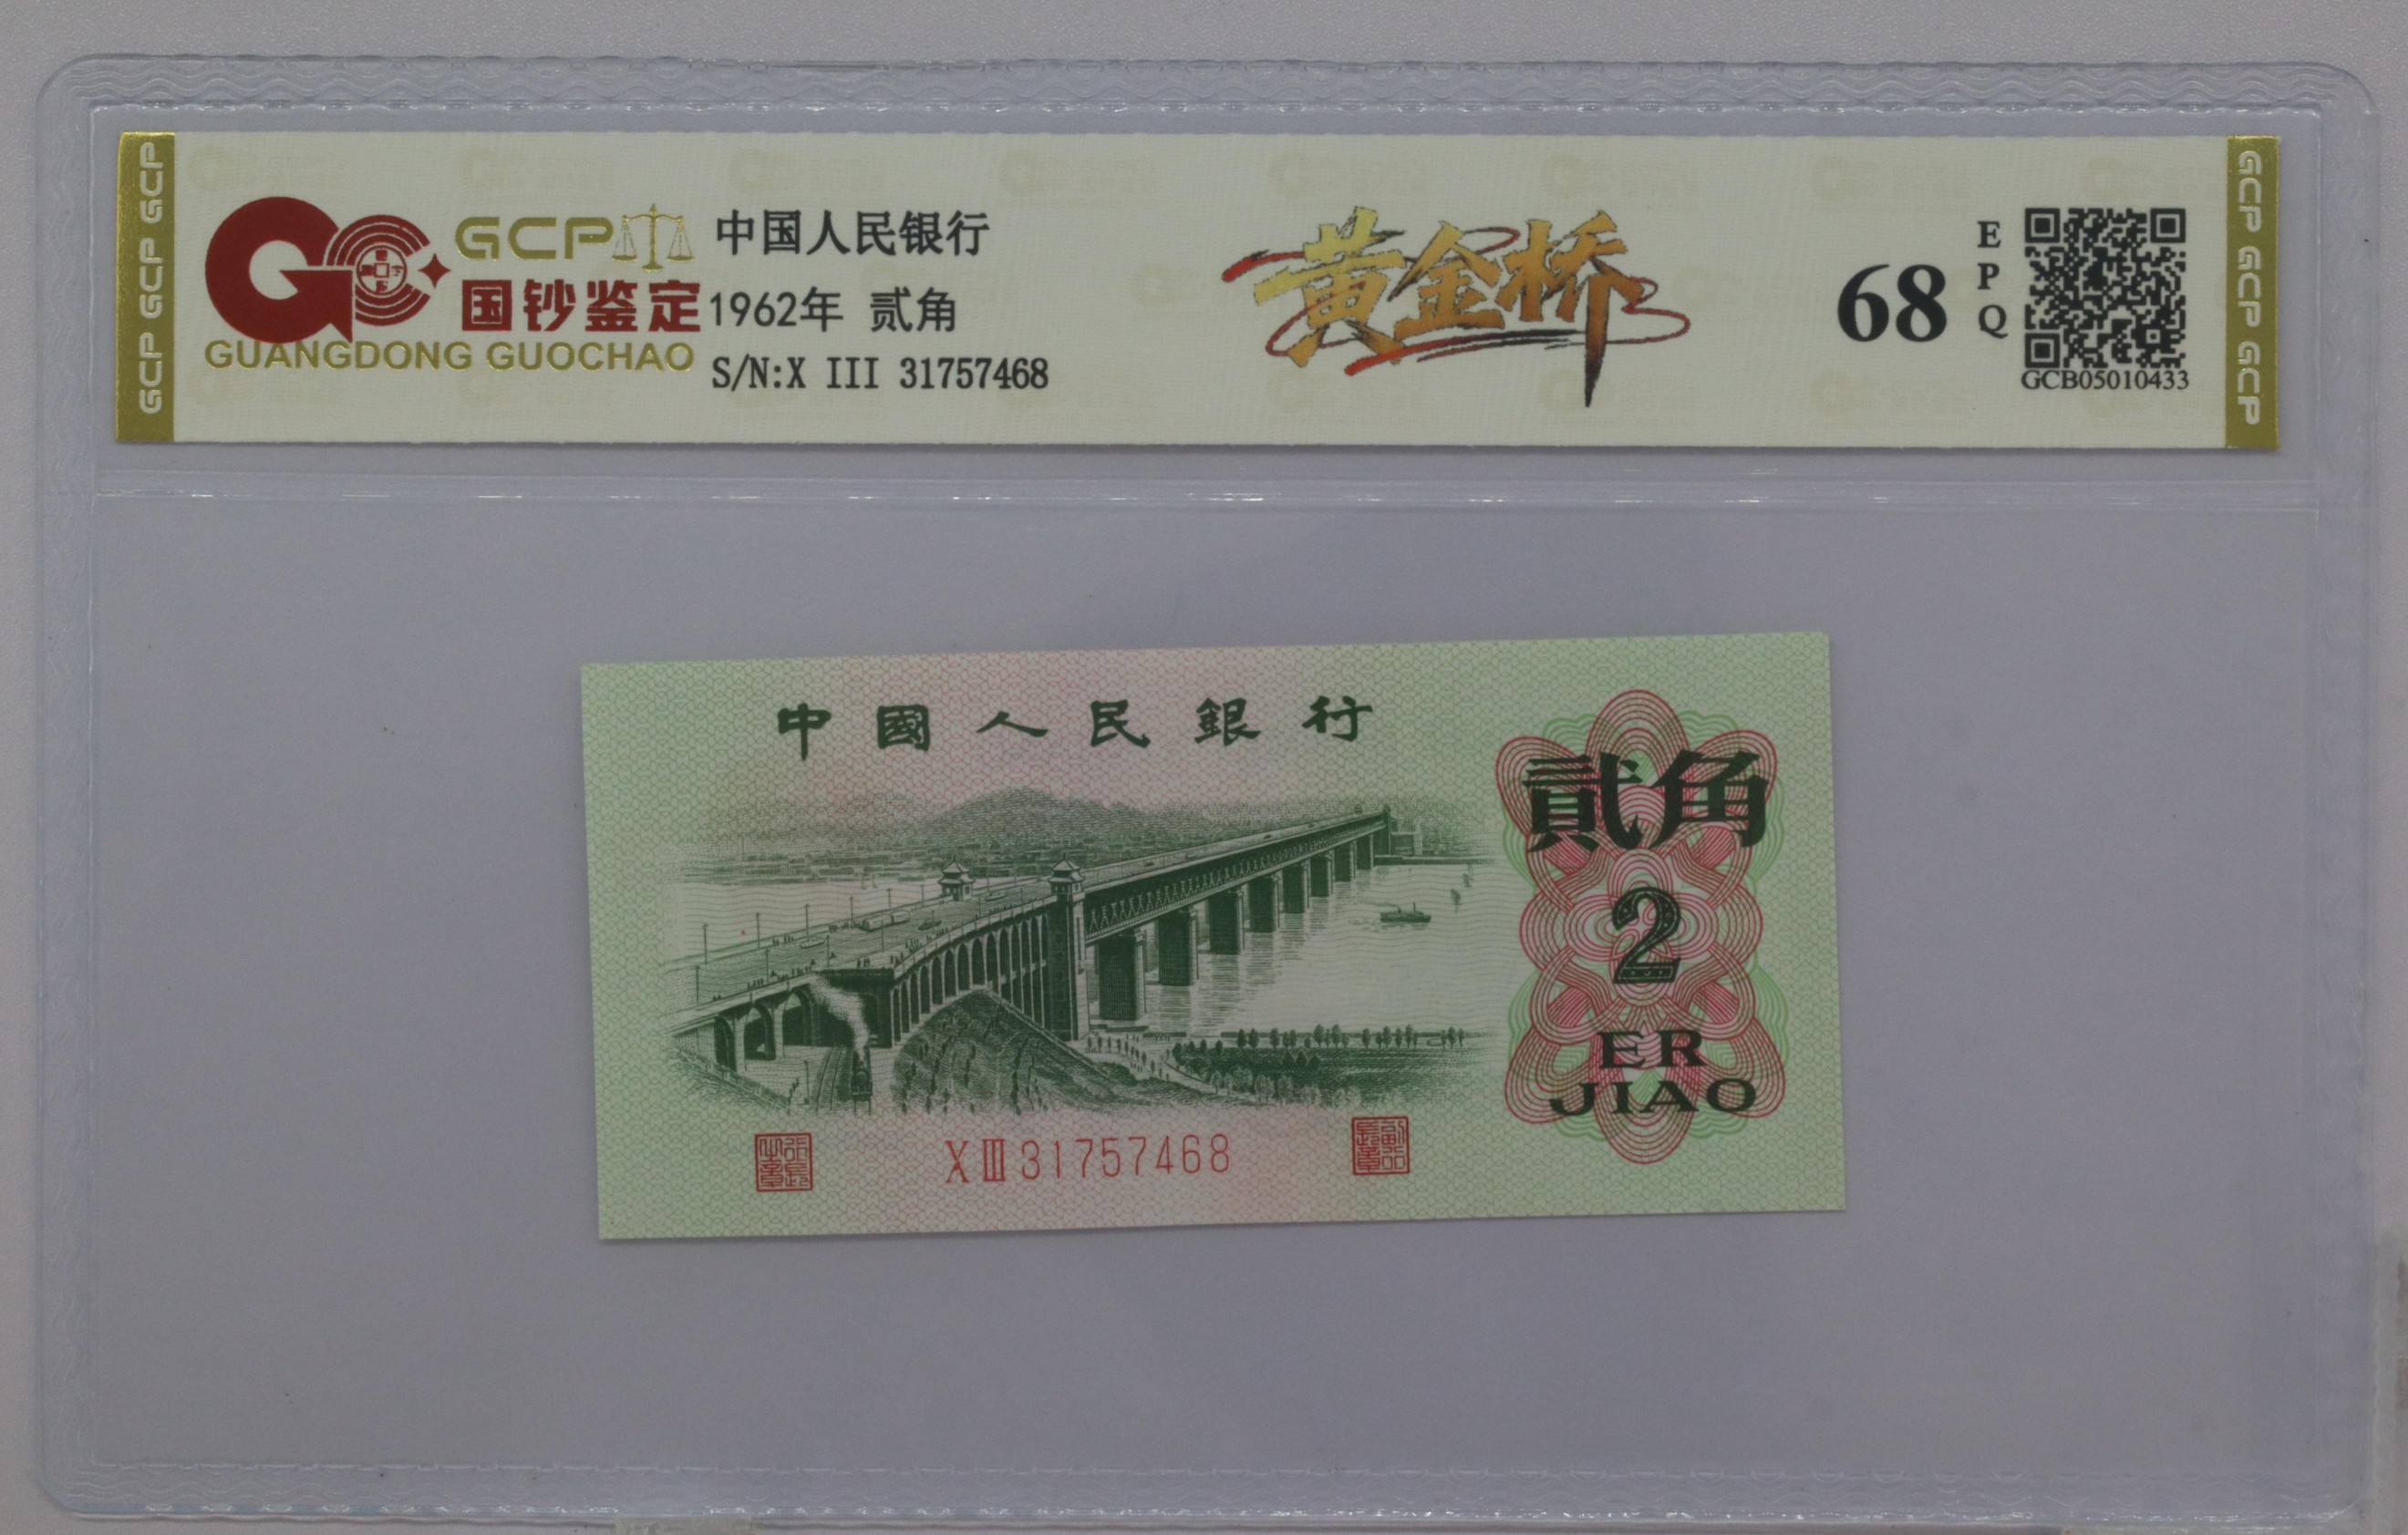 GCP GCP GCP
GCP
国钞鉴定
GUANGDONG GUOCHAO
中国人民银行
1962年 贰角
S/N:X III 31757468
黄金桥
68
EPQ
GCB05010433
GCP GCP GCP
中國人民銀行
貳角
2
ER
JIAO
X III 31757468